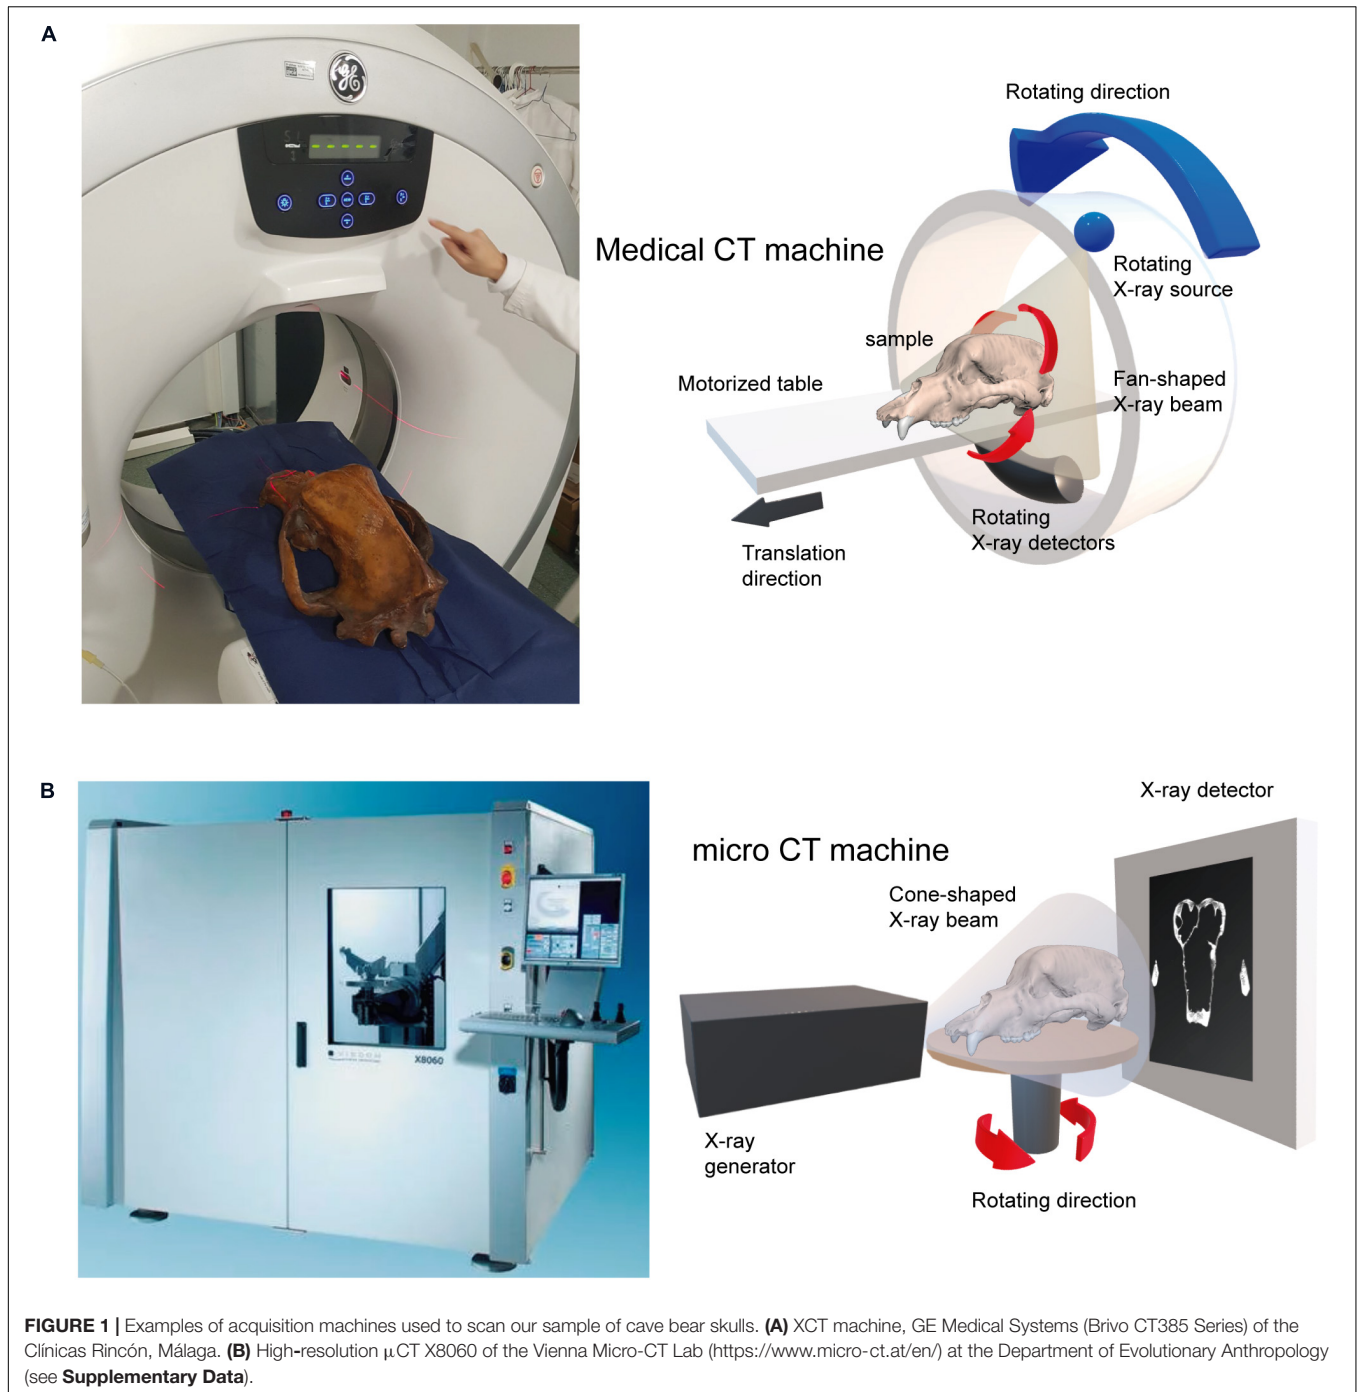 A
GE
Rotating direction
Medical CT machine
Rotating
X-ray source
sample
Motorized table
Fan-shaped
X-ray beam
Rotating
X-ray detectors
Translation
direction
B
X-ray detector
micro CT machine
Cone-shaped
X-ray beam
VISCOM
X8060
X-ray
generator
Rotating direction
FIGURE 1 | Examples of acquisition machines used to scan our sample of cave bear skulls. (A) XCT machine, GE Medical Systems (Brivo CT385 Series) of the
Clínicas Rincón, Málaga. (B) High-resolution μCT X8060 of the Vienna Micro-CT Lab (https://www.micro-ct.at/en/) at the Department of Evolutionary Anthropology
(see Supplementary Data).